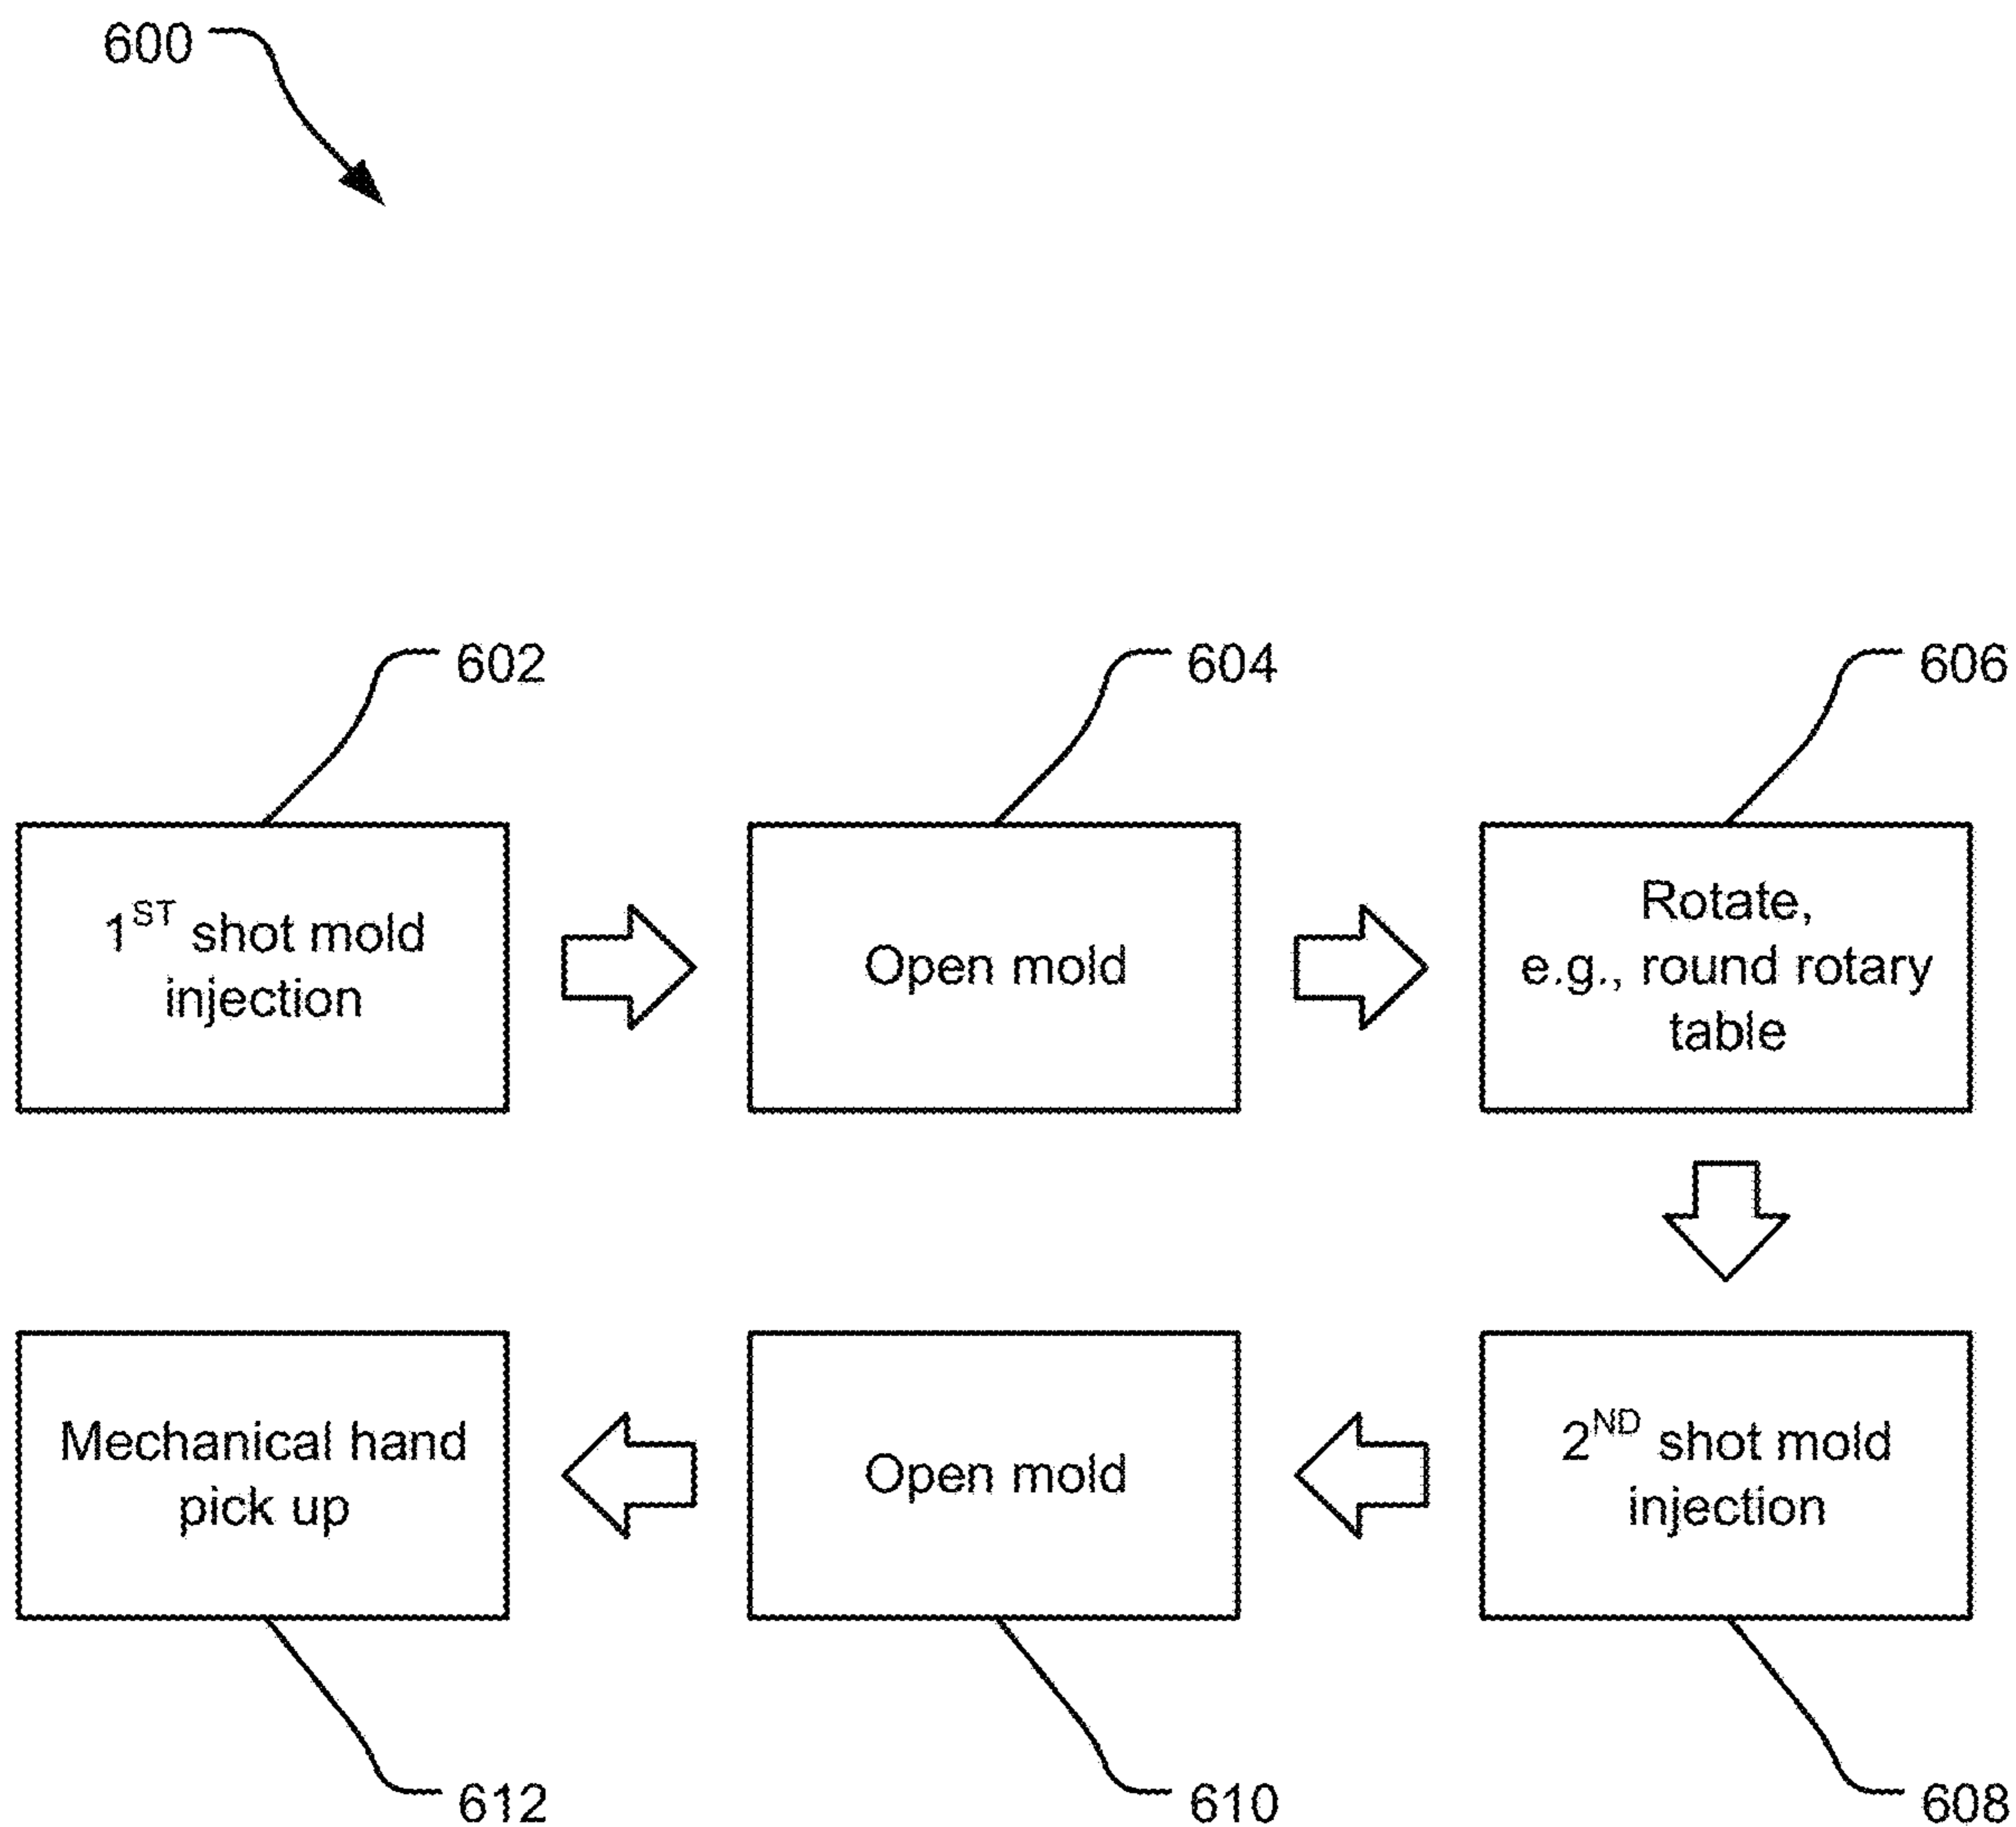 600
602
604
606
1ST shot mold
injection
Open mold
Rotate,
e.g., round rotary
table
Mechanical hand
pick up
Open mold
2ND shot mold
injection
612
610
608